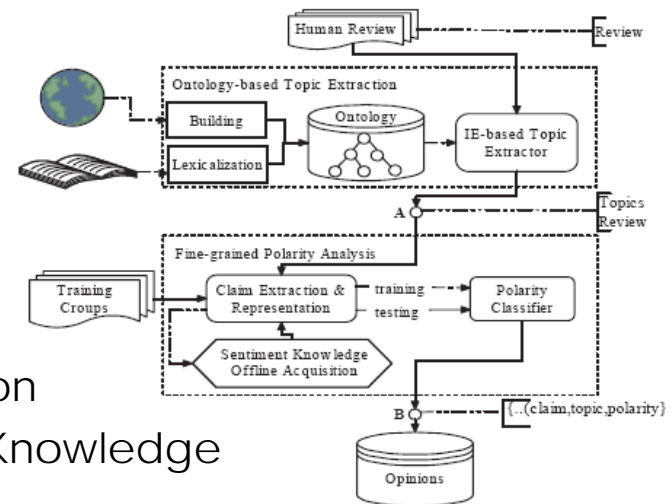 Human Review
Review
Ontology-based Topic Extraction
Building
Ontology
IE-based Topic
Extractor
Lexicalization
A
Topics
Review
Fine-grained Polarity Analysis
Training
Croups
Claim Extraction &
Representation
training
testing
Polarity
Classifier
Sentiment Knowledge
Offline Acquisition
on
B
{..(claim,topic,polarity}
Knowledge
Opinions